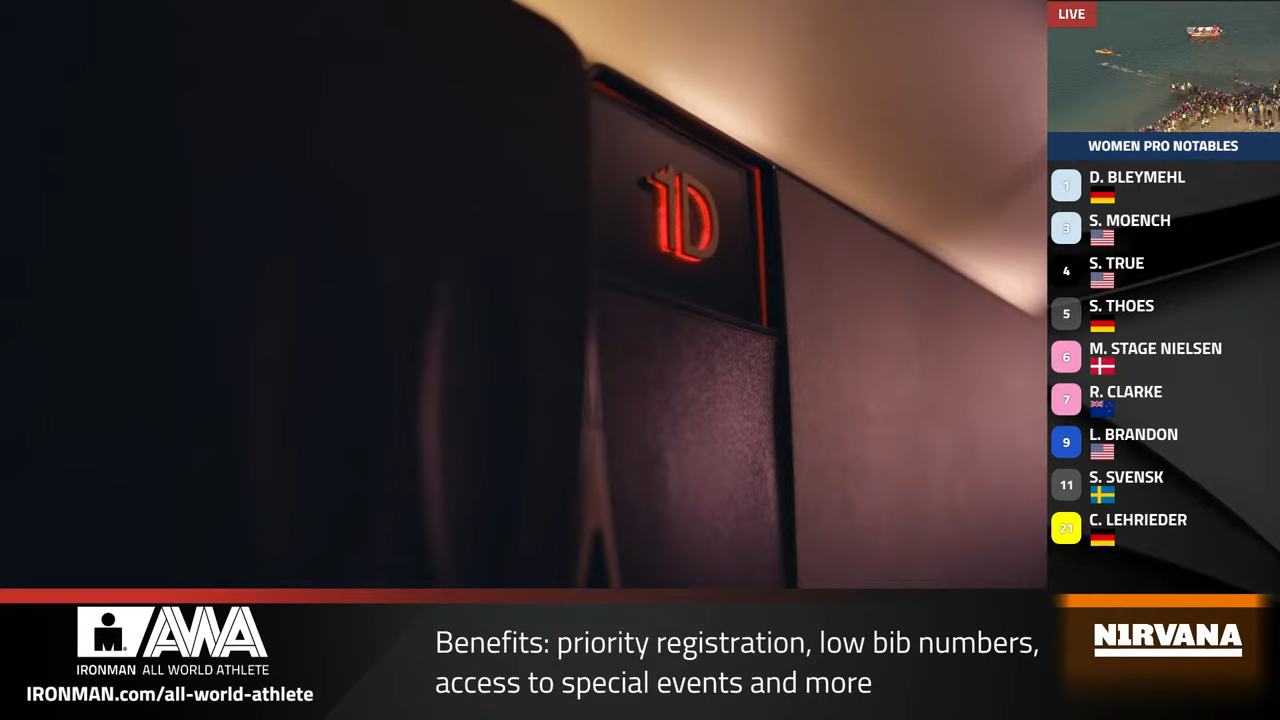 1D
LIVE
WOMEN PRO NOTABLES
1 D. BLEYMEHL
3 S. MOENCH
4 S. TRUE
5 S. THOES
6 M. STAGE NIELSEN
7 R. CLARKE
9 L. BRANDON
11 S. SVENSK
21 C. LEHRIEDER
IM AWA
IRONMAN ALL WORLD ATHLETE
IRONMAN.com/all-world-athlete
Benefits: priority registration, low bib numbers,
access to special events and more
N1RVANA